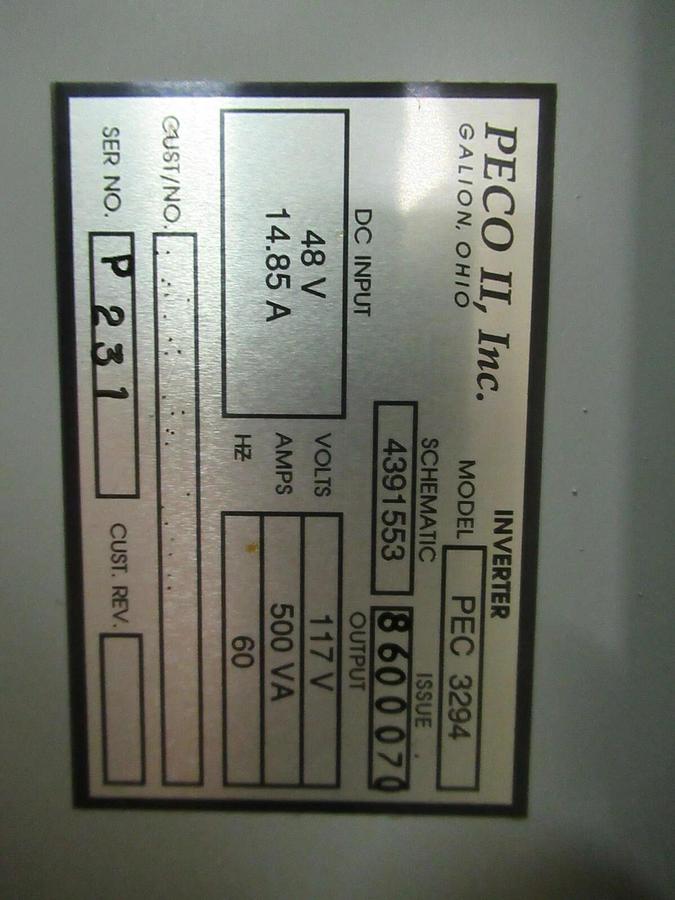 PECO II, Inc.
GALION, OHIO
INVERTER
MODEL PEC 3294
SCHEMATIC ISSUE
4391553 8600070
DC INPUT OUTPUT
48 V
14.85 A
VOLTS 117 V
AMPS 500 VA
HZ 60
CUST/NO.
SER NO. P 231 CUST. REV.